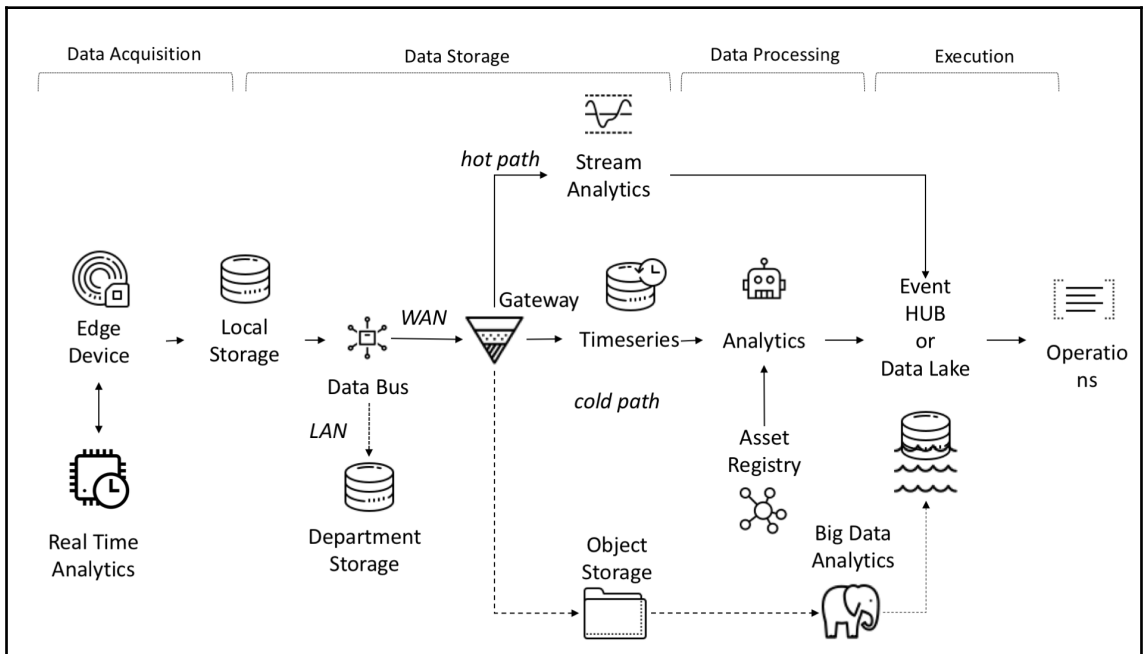 Data Acquisition
Data Storage
Data Processing
Execution
hot path
Stream
Analytics
Edge
Device
Local
Storage
Data Bus
WAN
Gateway
Timeseries
Analytics
Event
HUB
or
Data Lake
Operatio
ns
cold path
LAN
Asset
Registry
Real Time
Analytics
Department
Storage
Object
Storage
Big Data
Analytics